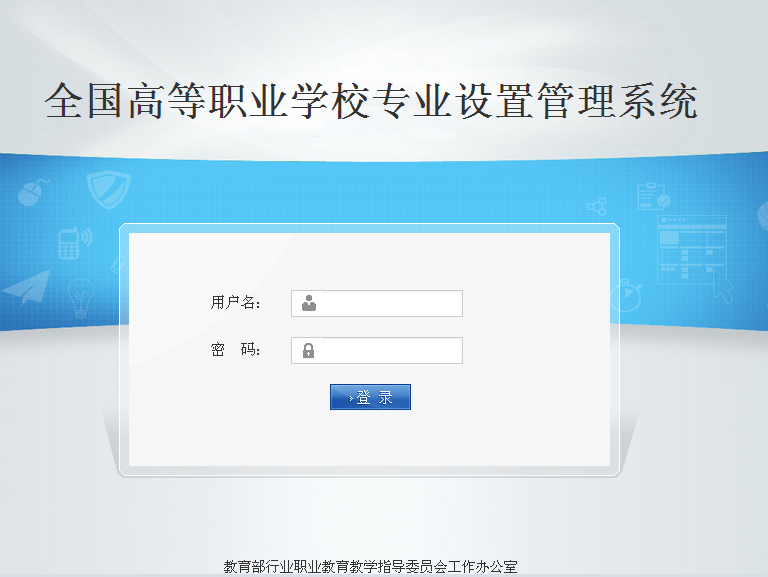 全国高等职业学校专业设置管理系统
用户名：
密 码：
登 录
教育部行业职业教育教学指导委员会工作办公室